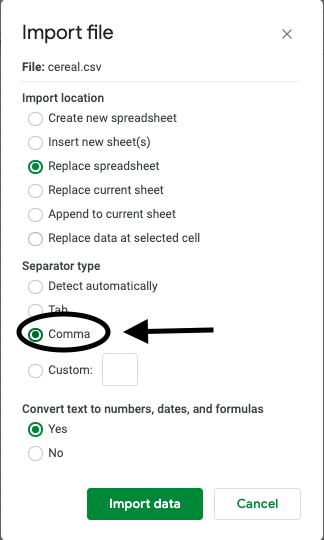 Import file
File: cereal.csv
Import location
Create new spreadsheet
Insert new sheet(s)
Replace spreadsheet
Replace current sheet
Append to current sheet
Replace data at selected cell
Separator type
Detect automatically
Tab
Comma
Custom:
Convert text to numbers, dates, and formulas
Yes
No
Import data Cancel